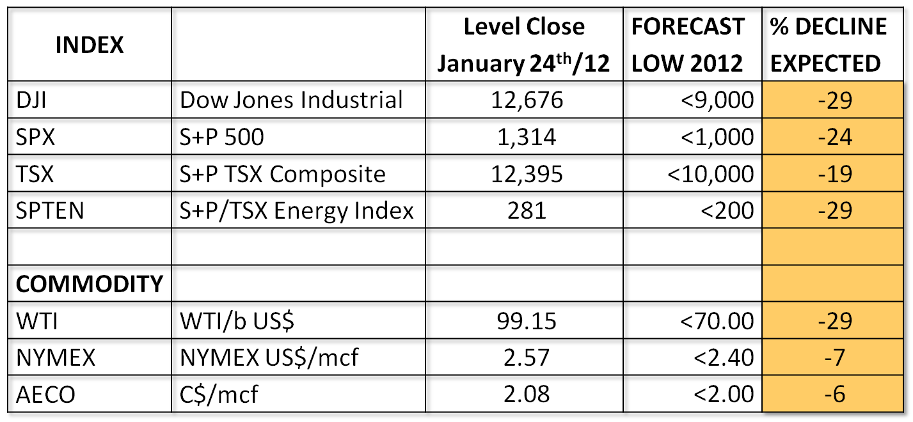 INDEX Level Close January 24th/12 FORECAST LOW 2012 % DECLINE EXPECTED
DJI Dow Jones Industrial 12,676 <9,000 -29
SPX S+P 500 1,314 <1,000 -24
TSX S+P TSX Composite 12,395 <10,000 -19
SPTEN S+P/TSX Energy Index 281 <200 -29
COMMODITY
WTI WTI/b US$ 99.15 <70.00 -29
NYMEX NYMEX US$/mcf 2.57 <2.40 -7
AECO C$/mcf 2.08 <2.00 -6